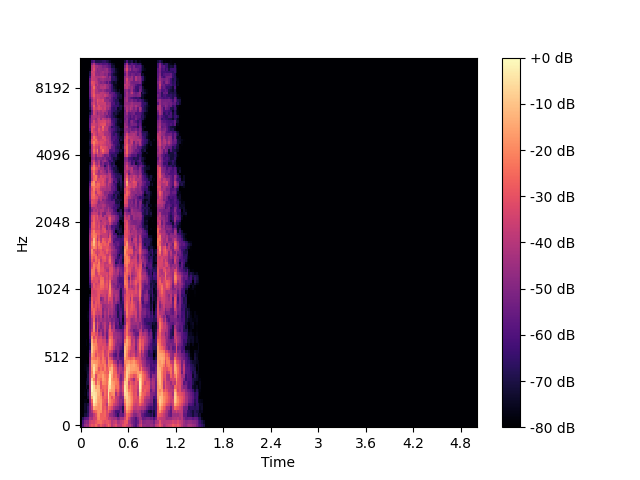 +0 dB
8192
-10 dB
4096
-20 dB
-30 dB
2048
Hz
-40 dB
1024
-50 dB
512
-60 dB
-70 dB
0
-80 dB
0 0.6 1.2 1.8 2.4 3 3.6 4.2 4.8
Time